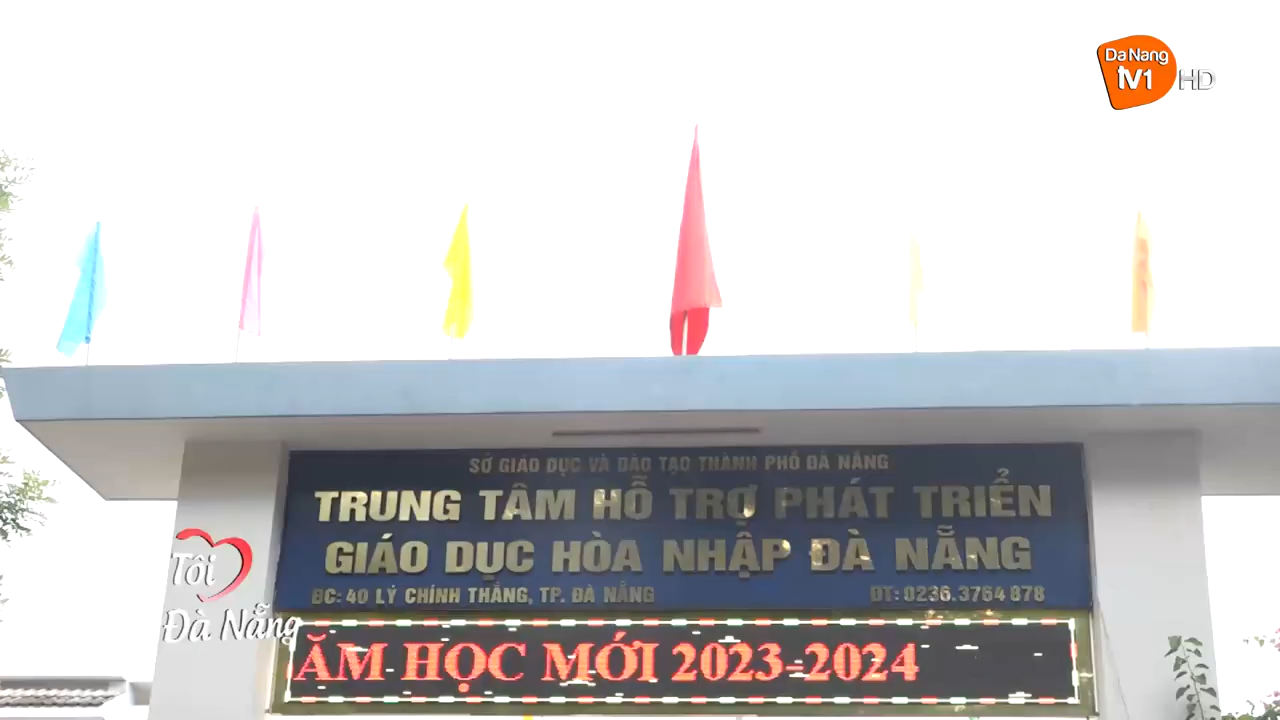 DaNang
tv1 HD
SỞ GIÁO DỤC VÀ ĐÀO TẠO THÀNH PHỐ ĐÀ NẴNG
TRUNG TÂM HỖ TRỢ PHÁT TRIỂN
GIÁO DỤC HÒA NHẬP ĐÀ NẴNG
ĐC: 40 LÝ CHÍNH THẮNG, TP. ĐÀ NẴNG ĐT: 0236.3764 878
Tôi
Đà Nẵng
ĂM HỌC MỚI 2023-2024